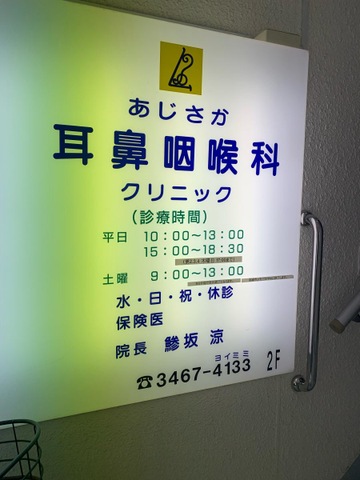 あじさか
耳鼻咽喉科
クリニック
(診療時間)
平日 10:00~13:00
15:00~18:30
土曜 9:00~13:00
水・日・祝・休診
保険医
院長 鯵坂 涼
ヨイミミ
☎3467-4133 2F